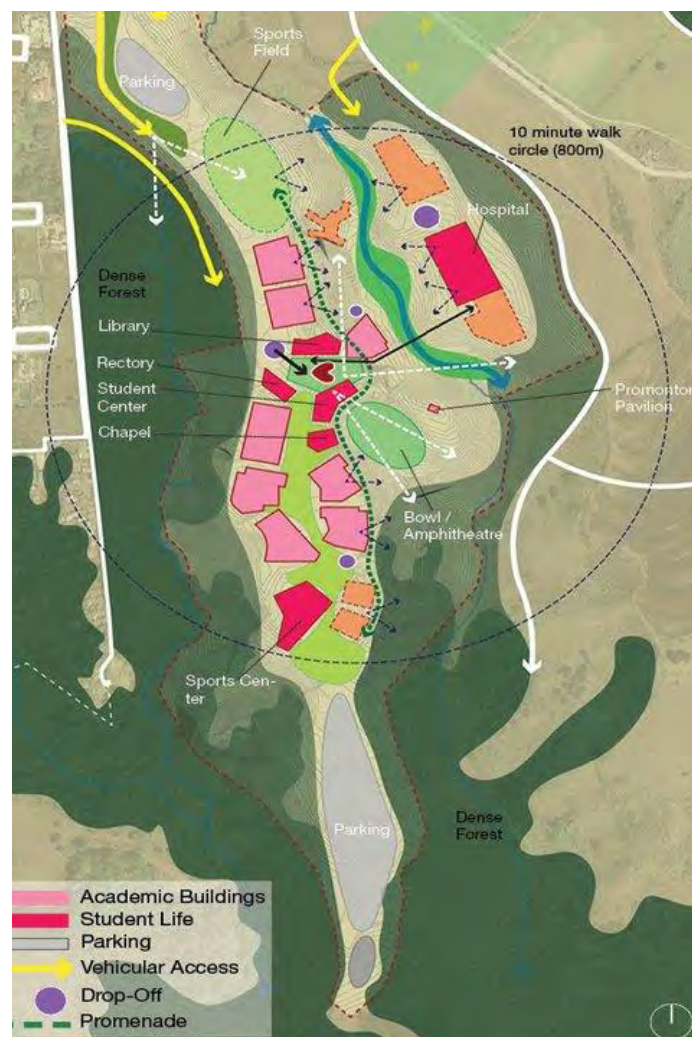 Sports
Field
Parking
10 minute walk
circle (800m)
Hospital
Dense
Forest
Library
Rectory
Student
Center
Chapel
Promontory
Pavilion
Bowl /
Amphitheatre
Sports Cen-
ter
Parking
Dense
Forest
Academic Buildings
Student Life
Parking
Vehicular Access
Drop-Off
Promenade